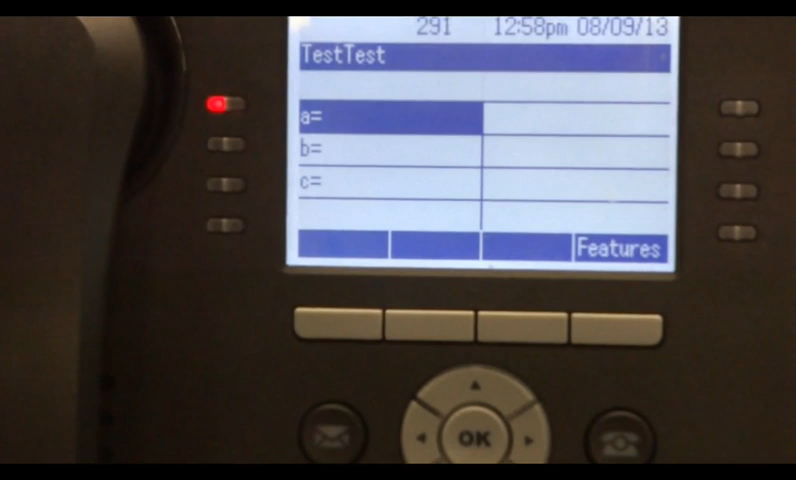 291 12:58pm 08/09/13
TestTest
a=
b=
c=
Features
OK